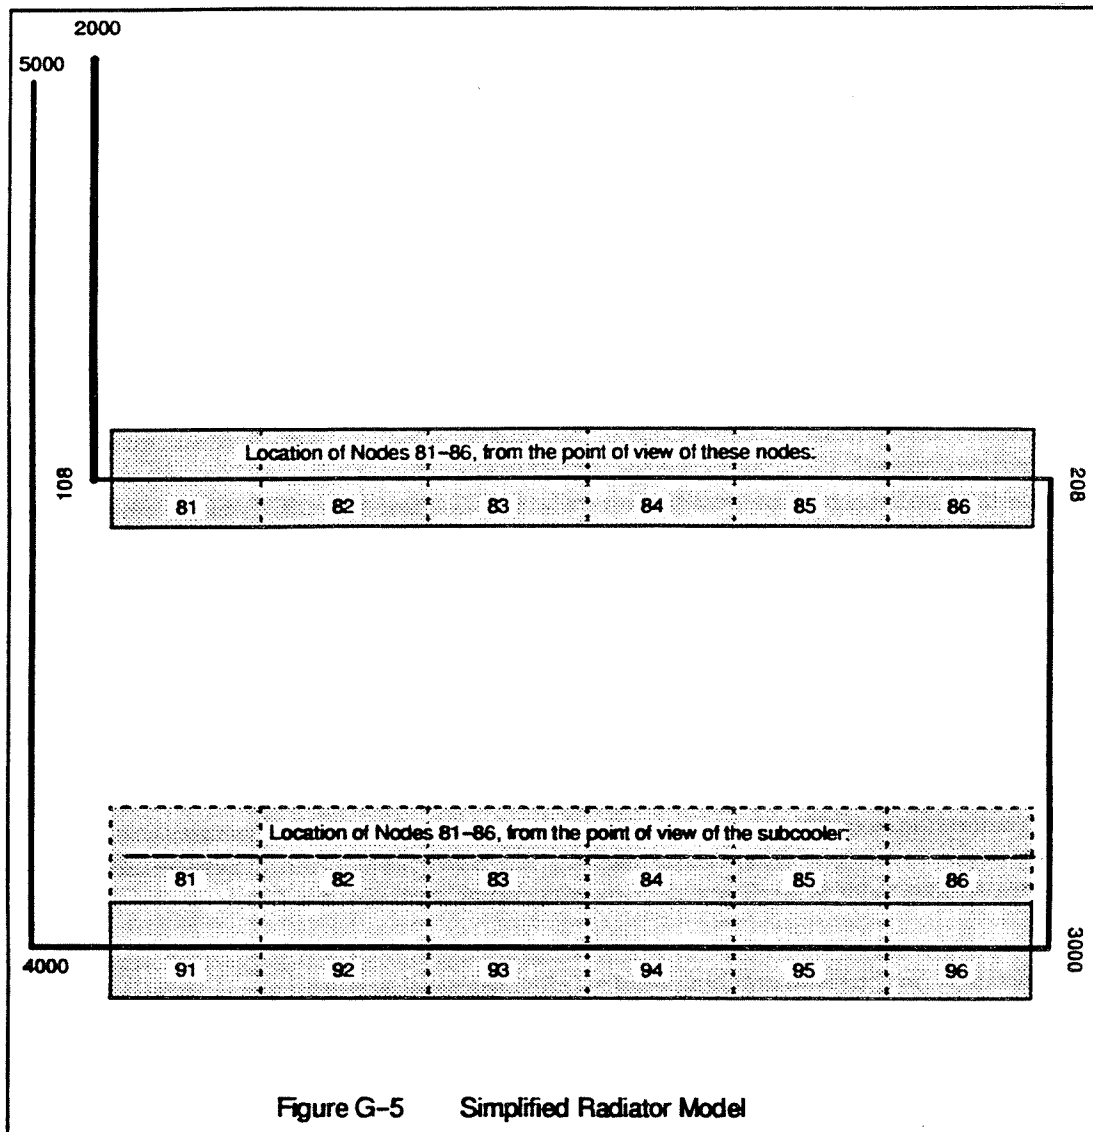 2000
5000
Location of Nodes 81–86, from the point of view of these nodes:
108
208
81 82 83 84 85 86
Location of Nodes 81–86, from the point of view of the subcooler:
81 82 83 84 85 86
4000
3000
91 92 93 94 95 96
Figure G–5 Simplified Radiator Model